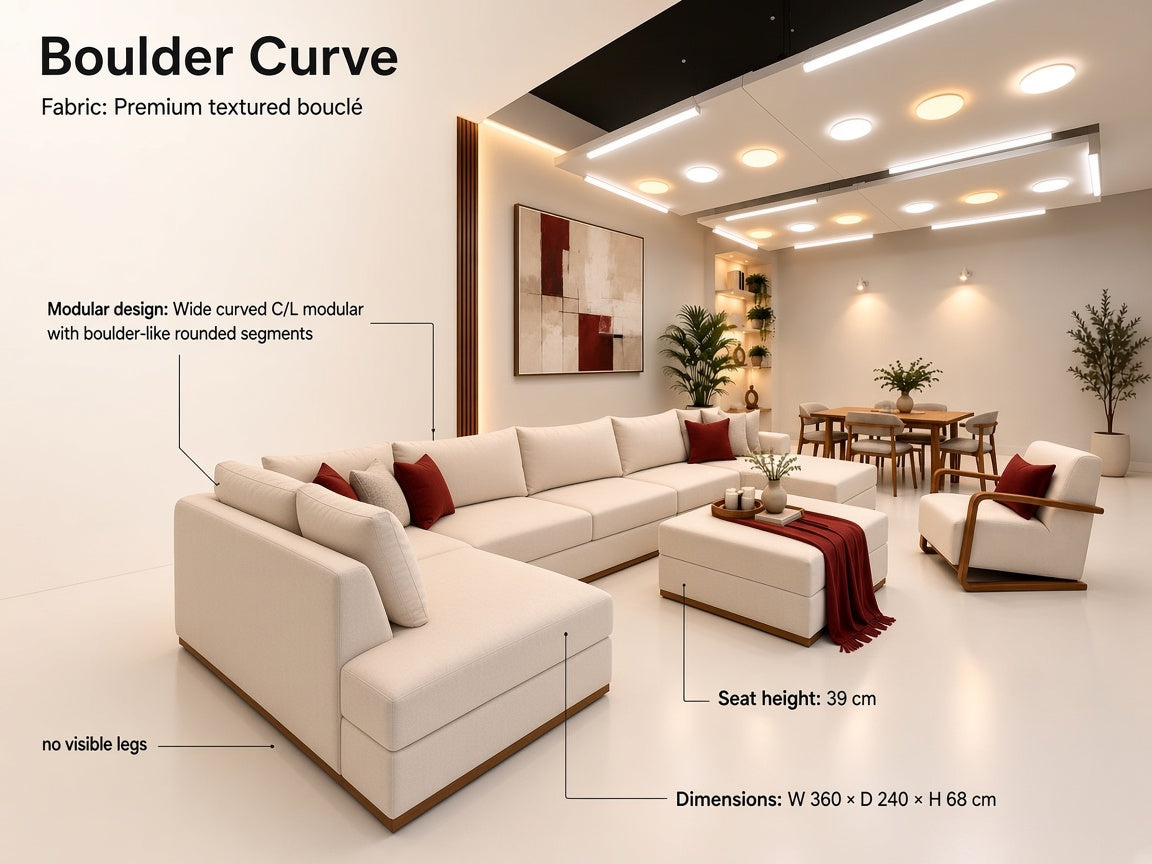 Boulder Curve
Fabric: Premium textured bouclé
Modular design: Wide curved C/L modular
with boulder-like rounded segments
no visible legs
Seat height: 39 cm
Dimensions: W 360 × D 240 × H 68 cm